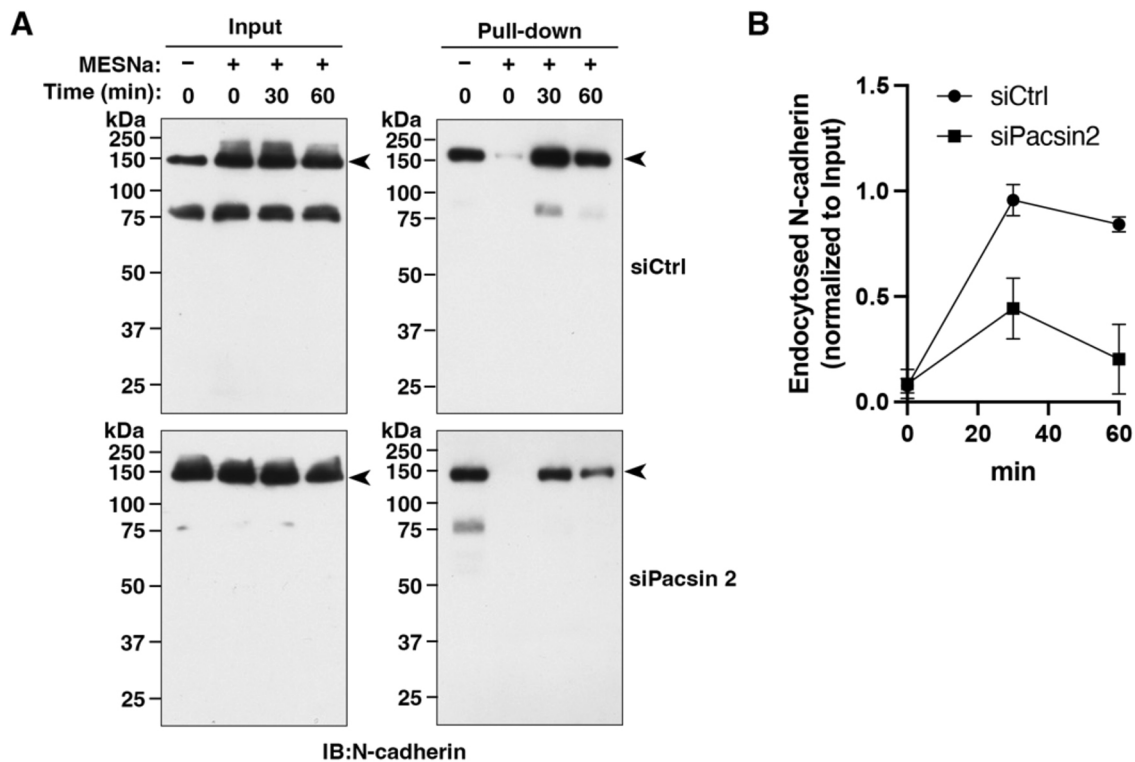 A
Input
Pull-down
MESNa: − + + +
− + + +
Time (min): 0 0 30 60
0 0 30 60
kDa
250
150
100
75
50
37
25
kDa
250
150
100
75
50
37
25
siCtrl
kDa
250
150
100
75
50
37
25
kDa
250
150
100
75
50
37
25
siPacsin 2
IB:N-cadherin
B
Endocytosed N-cadherin
(normalized to Input)
1.5
1.0
0.5
0.0
siCtrl
siPacsin2
0 20 40 60
min